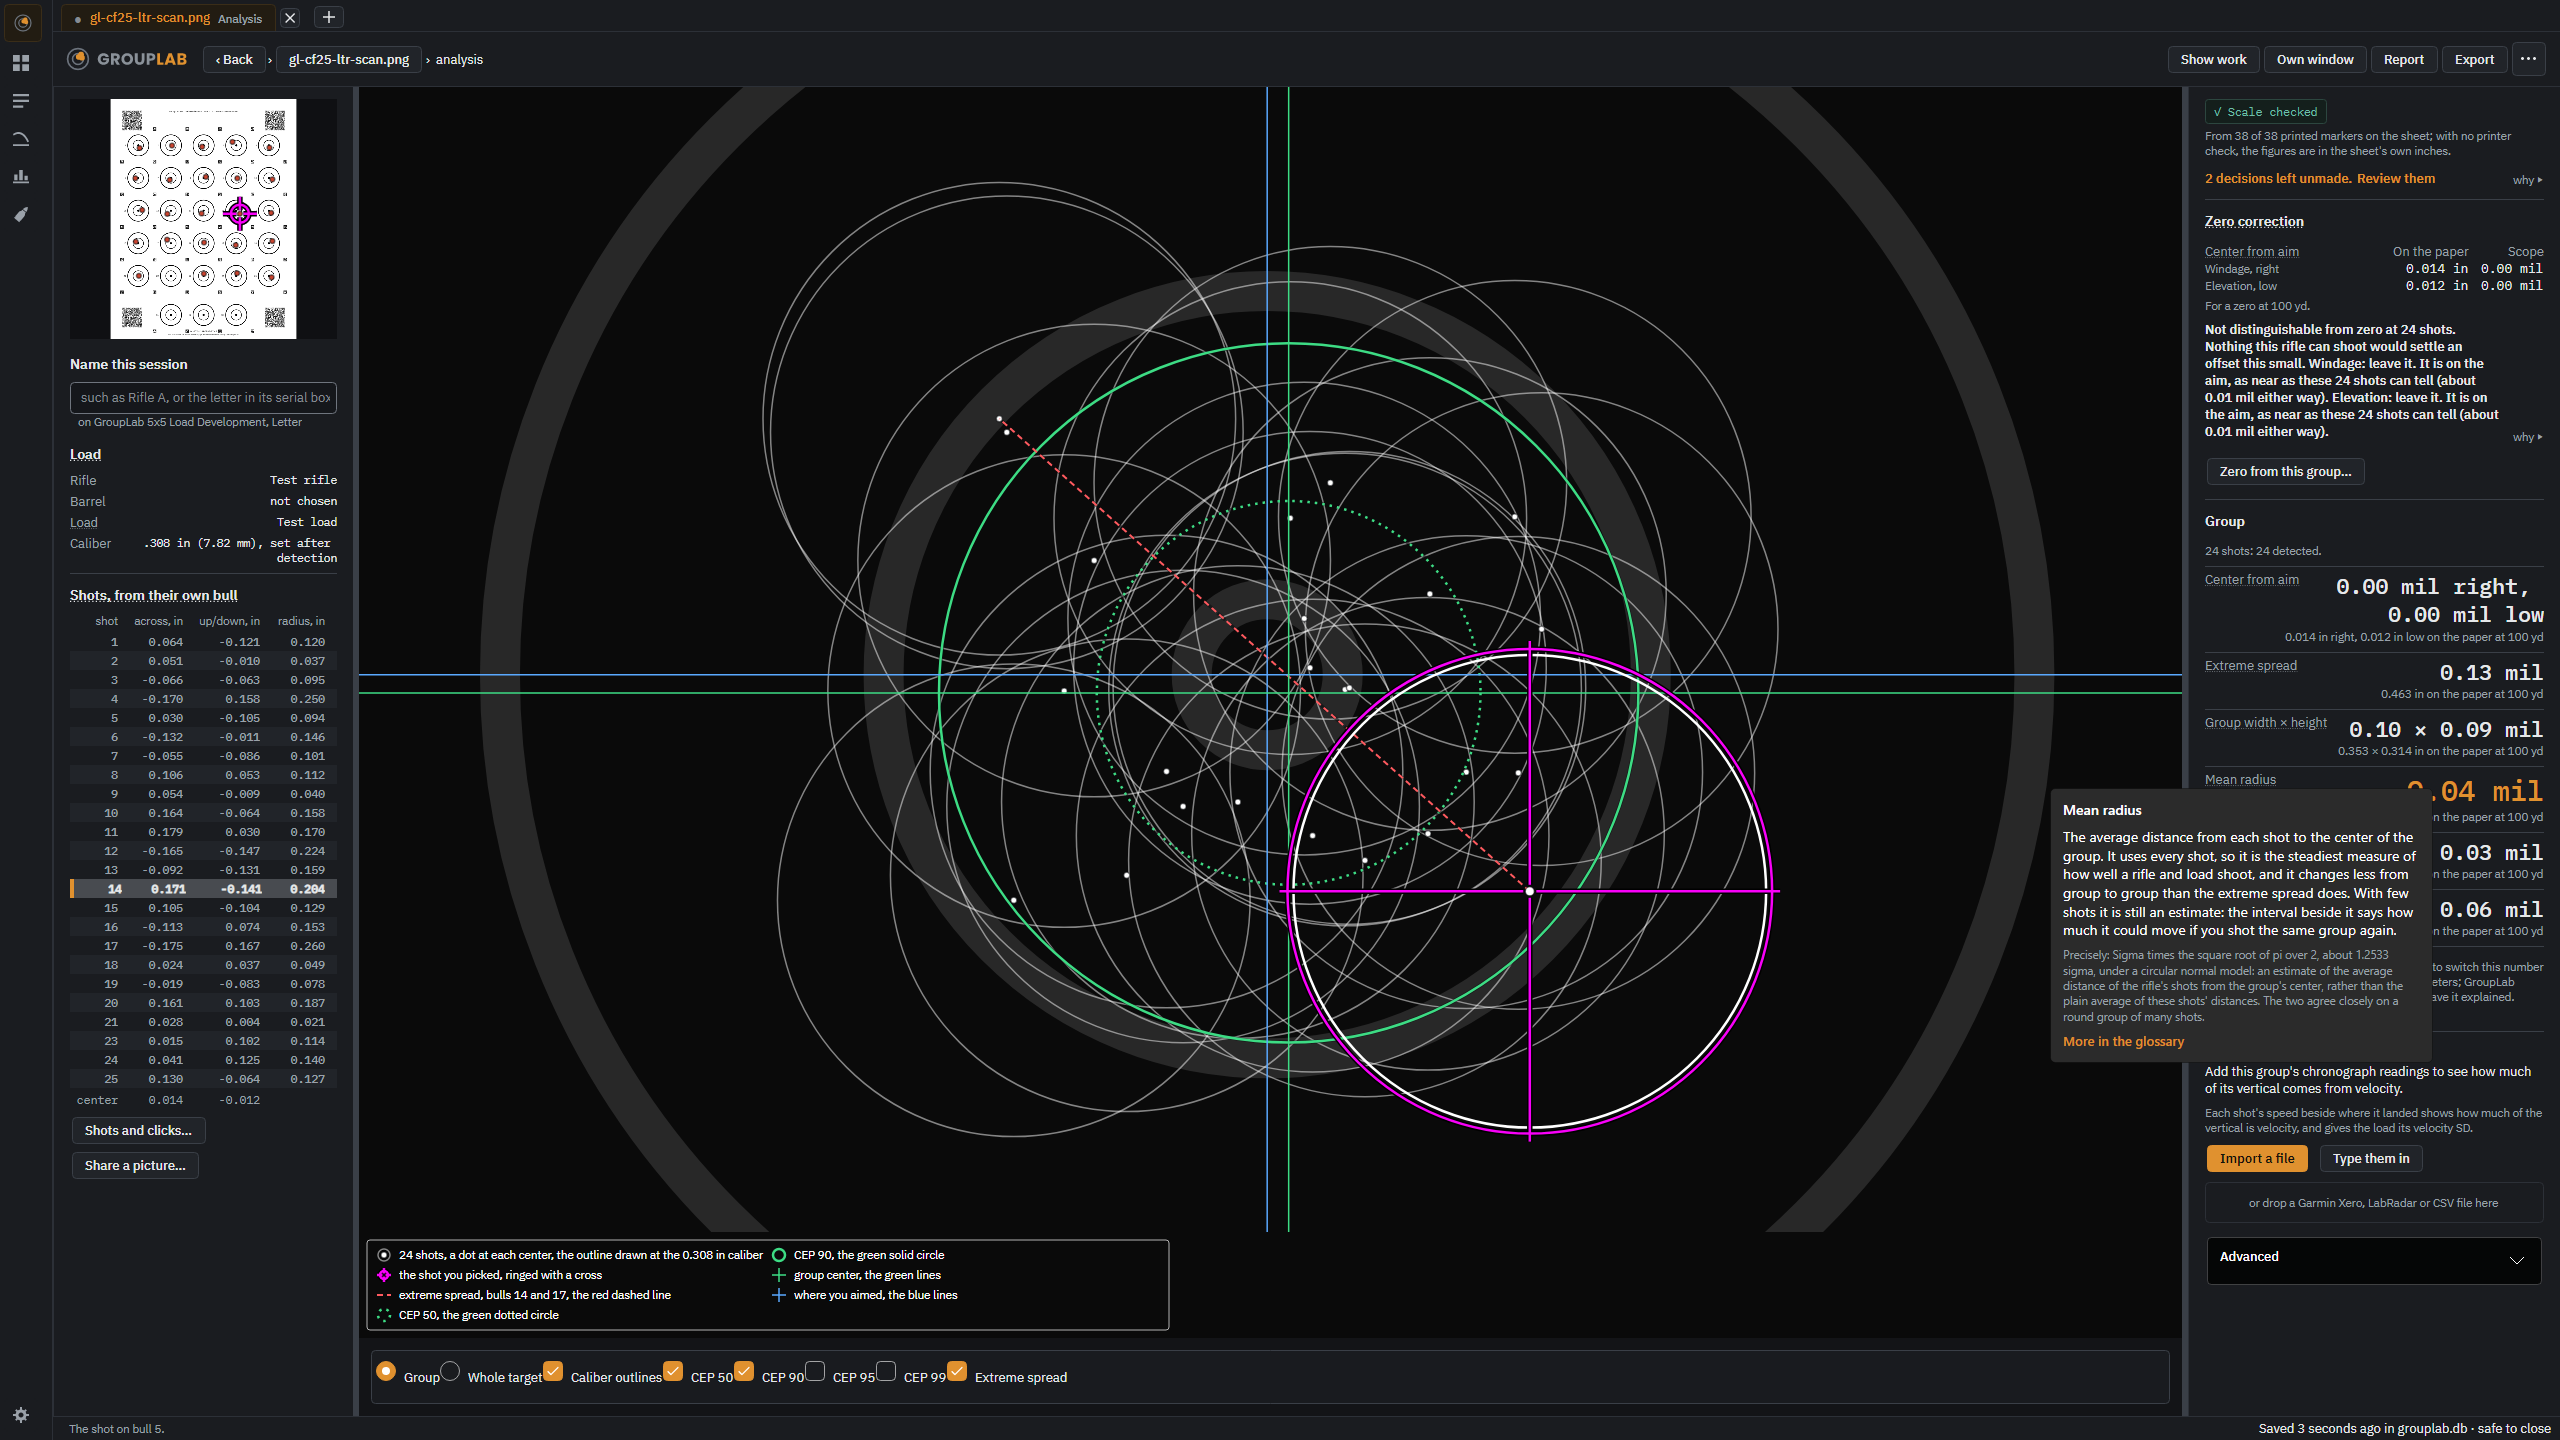 gl-cf25-ltr-scan.png Analysis
GROUPLAB
‹ Back › gl-cf25-ltr-scan.png › analysis
Show work
Own window
Report
Export
Name this session
such as Rifle A, or the letter in its serial box
on GroupLab 5x5 Load Development, Letter
Load
Rifle Test rifle
Barrel not chosen
Load Test load
Caliber .308 in (7.82 mm), set after
detection
Shots, from their own bull
shot across, in up/down, in radius, in
1 0.064 -0.121 0.120
2 0.051 -0.010 0.037
3 -0.066 -0.063 0.095
4 -0.170 0.158 0.250
5 0.030 -0.105 0.094
6 -0.132 -0.011 0.146
7 -0.055 -0.086 0.101
8 0.106 0.053 0.112
9 0.054 -0.009 0.040
10 0.164 -0.064 0.158
11 0.179 0.030 0.170
12 -0.165 -0.147 0.224
13 -0.092 -0.131 0.159
14 0.171 -0.141 0.204
15 0.105 -0.104 0.129
16 -0.113 0.074 0.153
17 -0.175 0.167 0.260
18 0.024 0.037 0.049
19 -0.019 -0.083 0.078
20 0.161 0.103 0.187
21 0.028 0.004 0.021
23 0.015 0.102 0.114
24 0.041 0.125 0.140
25 0.130 -0.064 0.127
center 0.014 -0.012
Shots and clicks...
Share a picture...
24 shots, a dot at each center, the outline drawn at the 0.308 in caliber
the shot you picked, ringed with a cross
extreme spread, bulls 14 and 17, the red dashed line
CEP 50, the green dotted circle
CEP 90, the green solid circle
group center, the green lines
where you aimed, the blue lines
Group Whole target Caliber outlines CEP 50 CEP 90 CEP 95 CEP 99 Extreme spread
√ Scale checked
From 38 of 38 printed markers on the sheet; with no printer
check, the figures are in the sheet's own inches.
2 decisions left unmade. Review them why ▸
Zero correction
Center from aim On the paper Scope
Windage, right 0.014 in 0.00 mil
Elevation, low 0.012 in 0.00 mil
For a zero at 100 yd.
Not distinguishable from zero at 24 shots.
Nothing this rifle can shoot would settle an
offset this small. Windage: leave it. It is on the
aim, as near as these 24 shots can tell (about
0.01 mil either way). Elevation: leave it. It is on
the aim, as near as these 24 shots can tell (about
0.01 mil either way). why ▸
Zero from this group...
Group
24 shots: 24 detected.
Center from aim 0.00 mil right,
0.00 mil low
0.014 in right, 0.012 in low on the paper at 100 yd
Extreme spread 0.13 mil
0.463 in on the paper at 100 yd
Group width × height 0.10 × 0.09 mil
0.353 × 0.314 in on the paper at 100 yd
Mean radius .04 mil
the paper at 100 yd
0.03 mil
the paper at 100 yd
0.06 mil
the paper at 100 yd
to switch this number
GroupLab
it explained.
Mean radius
The average distance from each shot to the center of the
group. It uses every shot, so it is the steadiest measure of
how well a rifle and load shoot, and it changes less from
group to group than the extreme spread does. With few
shots it is still an estimate: the interval beside it says how
much it could move if you shot the same group again.
Precisely: Sigma times the square root of pi over 2, about 1.2533
sigma, under a circular normal model: an estimate of the average
distance of the rifle's shots from the group's center, rather than the
plain average of these shots' distances. The two agree closely on a
round group of many shots.
More in the glossary
Add this group's chronograph readings to see how much
of its vertical comes from velocity.
Each shot's speed beside where it landed shows how much of the
vertical is velocity, and gives the load its velocity SD.
Import a file
Type them in
or drop a Garmin Xero, LabRadar or CSV file here
Advanced
The shot on bull 5.
Saved 3 seconds ago in grouplab.db · safe to close